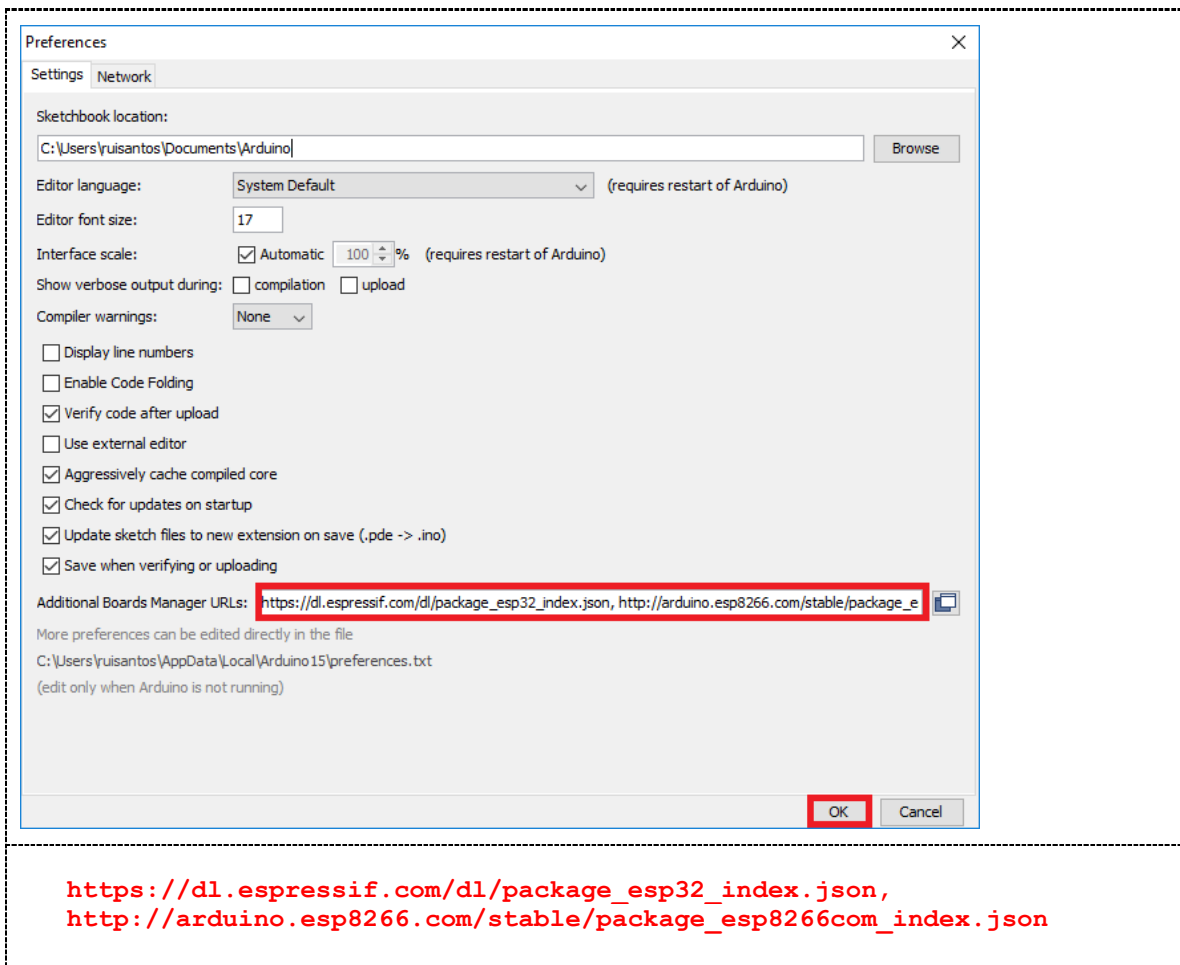 Preferences
Settings Network
Sketchbook location:
C:\Users\ruisantos\Documents\Arduino Browse
Editor language: System Default (requires restart of Arduino)
Editor font size: 17
Interface scale: Automatic 100 % (requires restart of Arduino)
Show verbose output during: compilation upload
Compiler warnings: None
Display line numbers
Enable Code Folding
Verify code after upload
Use external editor
Aggressively cache compiled core
Check for updates on startup
Update sketch files to new extension on save (.pde -> .ino)
Save when verifying or uploading
Additional Boards Manager URLs: https://dl.espressif.com/dl/package_esp32_index.json, http://arduino.esp8266.com/stable/package_e
More preferences can be edited directly in the file
C:\Users\ruisantos\AppData\Local\Arduino15\preferences.txt
(edit only when Arduino is not running)
OK Cancel
https://dl.espressif.com/dl/package_esp32_index.json,
http://arduino.esp8266.com/stable/package_esp8266com_index.json